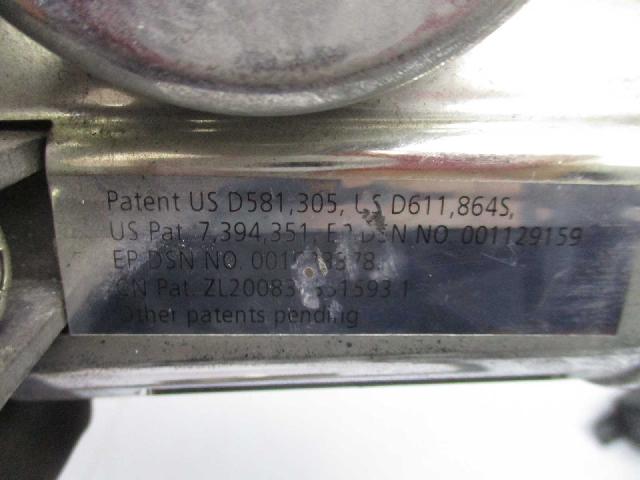 Patent US D581,305, US D611,864S,
US Pat. 7,394,351, EP DSN NO. 001129159
EP DSN NO.
CN Pat.
Other patents pending